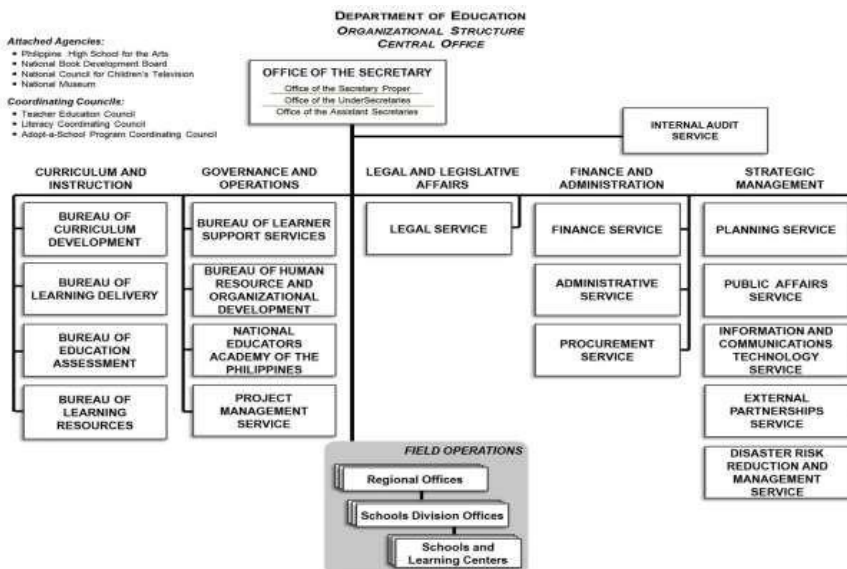 DEPARTMENT OF EDUCATION
ORGANIZATIONAL STRUCTURE
CENTRAL OFFICE
Attached Agencies:
• Philippine High School for the Arts
• National Book Development Board
• National Council for Children's Television
• National Museum
Coordinating Councils:
• Teacher Education Council
• Literacy Coordinating Council
• Adopt-a-School Program Coordinating Council
OFFICE OF THE SECRETARY
Office of the Secretary Proper
Office of the UnderSecretaries
Office of the Assistant Secretaries
INTERNAL AUDIT
SERVICE
CURRICULUM AND
INSTRUCTION
BUREAU OF
CURRICULUM
DEVELOPMENT
BUREAU OF
LEARNING DELIVERY
BUREAU OF
EDUCATION
ASSESSMENT
BUREAU OF
LEARNING
RESOURCES
GOVERNANCE AND
OPERATIONS
BUREAU OF LEARNER
SUPPORT SERVICES
BUREAU OF HUMAN
RESOURCE AND
ORGANIZATIONAL
DEVELOPMENT
NATIONAL
EDUCATORS
ACADEMY OF THE
PHILIPPINES
PROJECT
MANAGEMENT
SERVICE
LEGAL AND LEGISLATIVE
AFFAIRS
LEGAL SERVICE
FINANCE AND
ADMINISTRATION
FINANCE SERVICE
ADMINISTRATIVE
SERVICE
PROCUREMENT
SERVICE
STRATEGIC
MANAGEMENT
PLANNING SERVICE
PUBLIC AFFAIRS
SERVICE
INFORMATION AND
COMMUNICATIONS
TECHNOLOGY
SERVICE
EXTERNAL
PARTNERSHIPS
SERVICE
DISASTER RISK
REDUCTION AND
MANAGEMENT
SERVICE
FIELD OPERATIONS
Regional Offices
Schools Division Offices
Schools and
Learning Centers